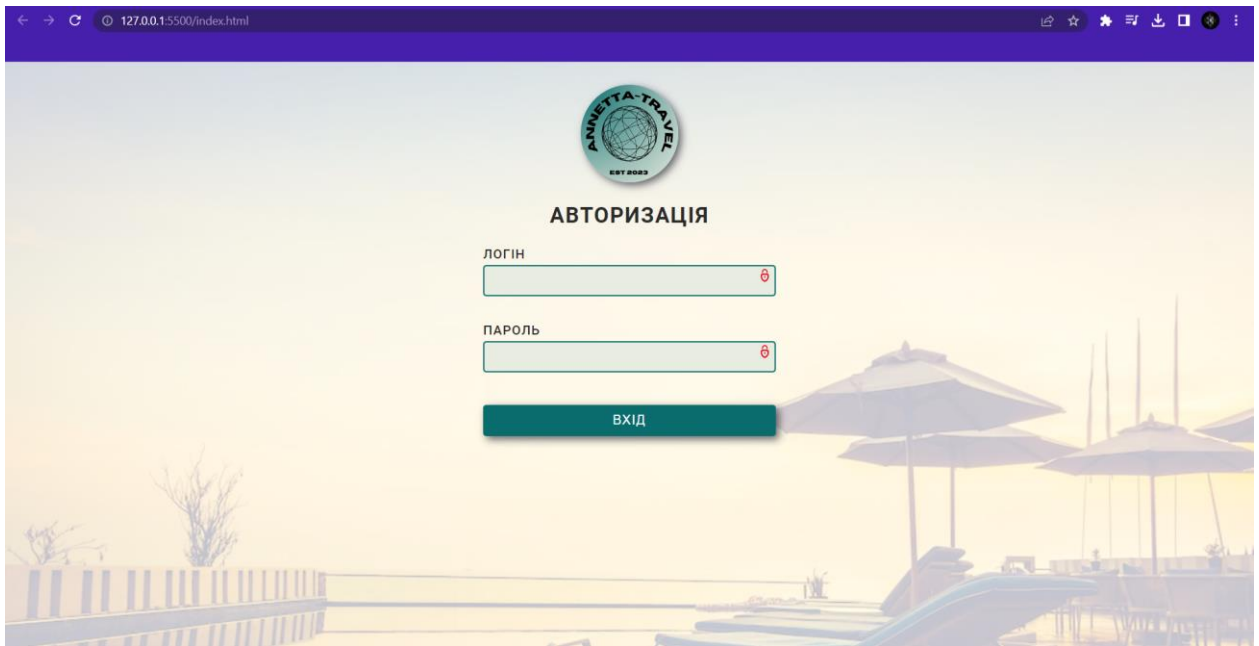 127.0.0.1:5500/index.html
ANNETTA-TRAVEL
EST 2023
АВТОРИЗАЦІЯ
ЛОГІН
ПАРОЛЬ
ВХІД